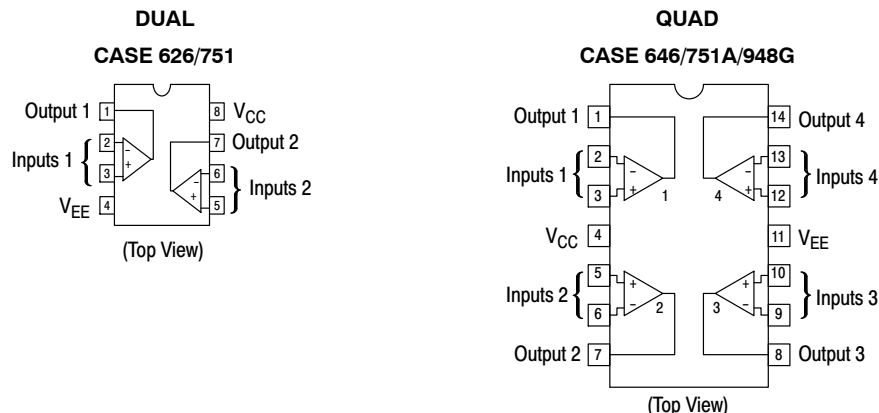 DUAL
CASE 626/751
Output 1 1 8 VCC
2 − 7 Output 2
Inputs 1 { + − 6
3 + } Inputs 2
VEE 4 5
(Top View)
QUAD
CASE 646/751A/948G
Output 1 1 14 Output 4
2 − − 13
Inputs 1 { } Inputs 4
3 + 1 4 + 12
VCC 4 11 VEE
5 + + 10
Inputs 2 { } Inputs 3
6 − 2 3 − 9
Output 2 7 8 Output 3
(Top View)